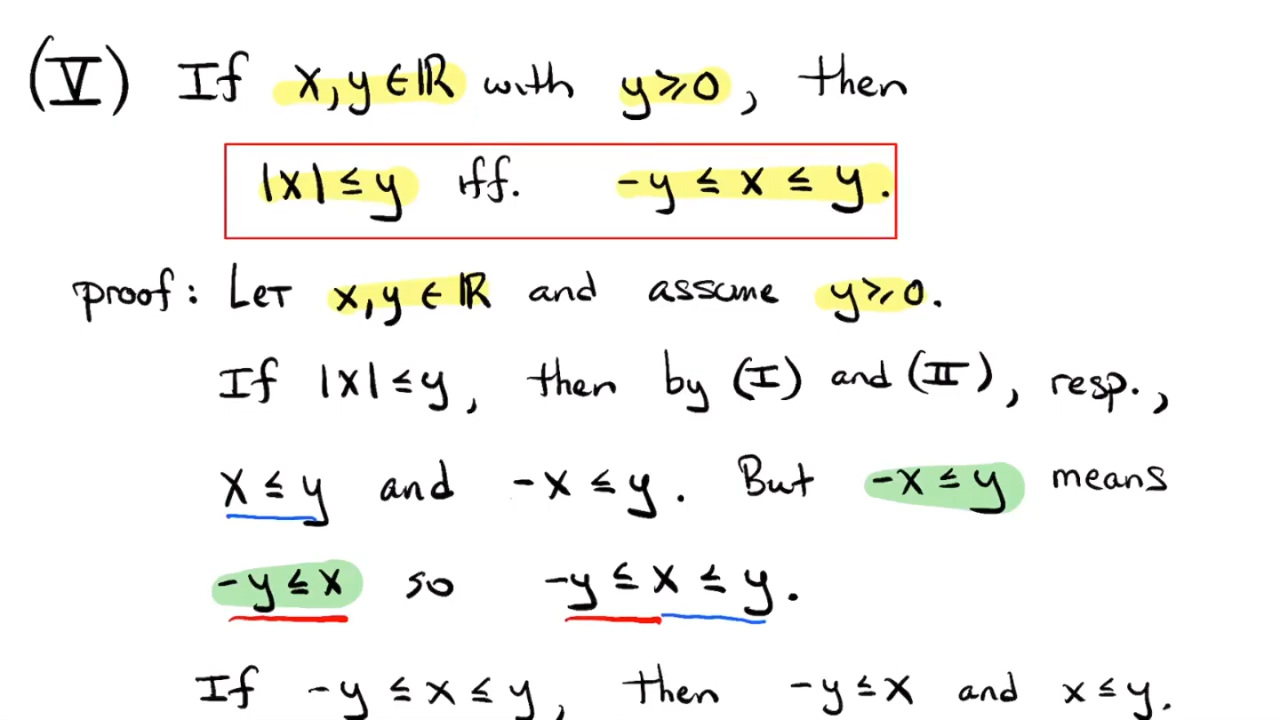 (V) If x, y ∈ ℝ with y ≥ 0, then
|x| ≤ y iff. -y ≤ x ≤ y.
proof: Let x, y ∈ ℝ and assume y ≥ 0.
If |x| ≤ y, then by (I) and (II), resp.,
x ≤ y and -x ≤ y. But -x ≤ y means
-y ≤ x so -y ≤ x ≤ y.
If -y ≤ x ≤ y, then -y ≤ x and x ≤ y.